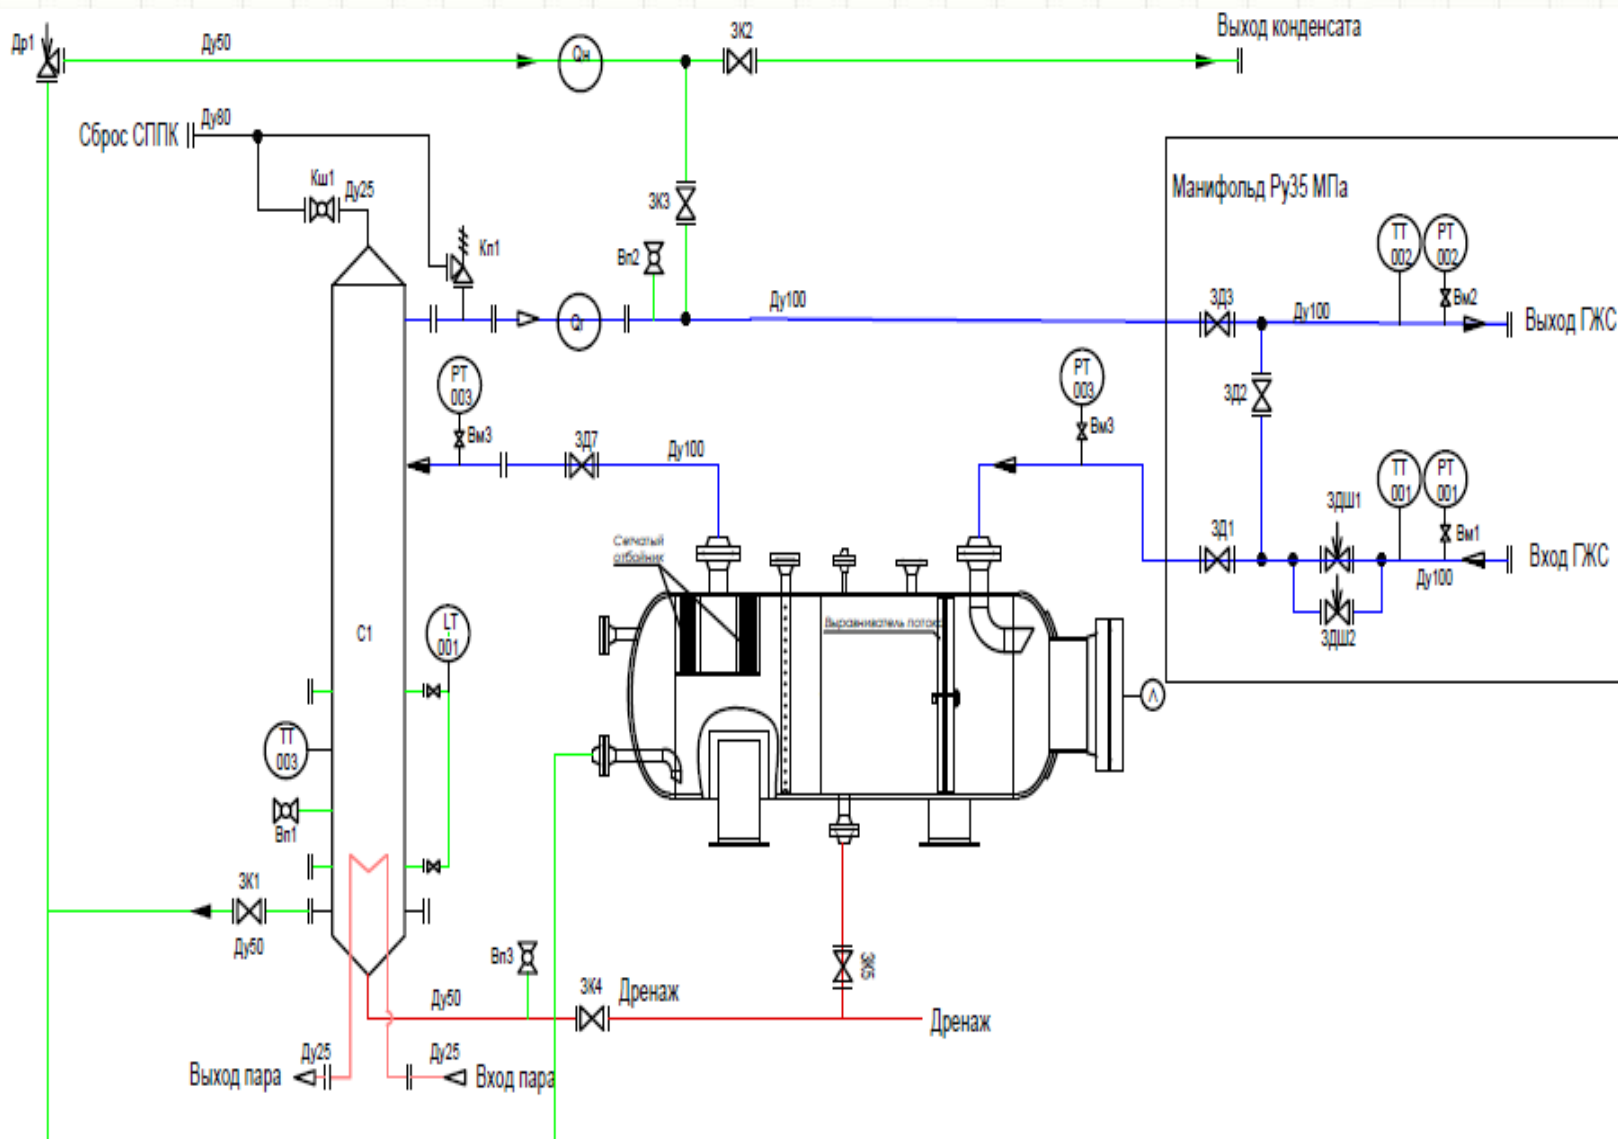 Выход конденсата
ЗК2
Др1
Ду50
Qн
Сброс СППК
Ду80
Кш1
Ду25
Манифольд Ру35 МПа
ЗК3
Кл1
Вп2
ТТ
002
РТ
002
Ду100
ЗД3
Ду100
Вм2
Выход ГЖС
Qг
РТ
003
РТ
003
ЗД2
Вм3
ЗД7
Ду100
Вм3
ТТ
001
РТ
001
ЗДШ1
ЗД1
Вм1
Вход ГЖС
Ду100
Сетчатый
отбойник
ЗДШ2
С1
LT
001
Выравниватель потока
ТТ
003
Вп1
ЗК1
Ду50
Вп3
ЗК5
ЗК4
Дренаж
Ду50
Дренаж
Ду25
Ду25
Выход пара
Вход пара